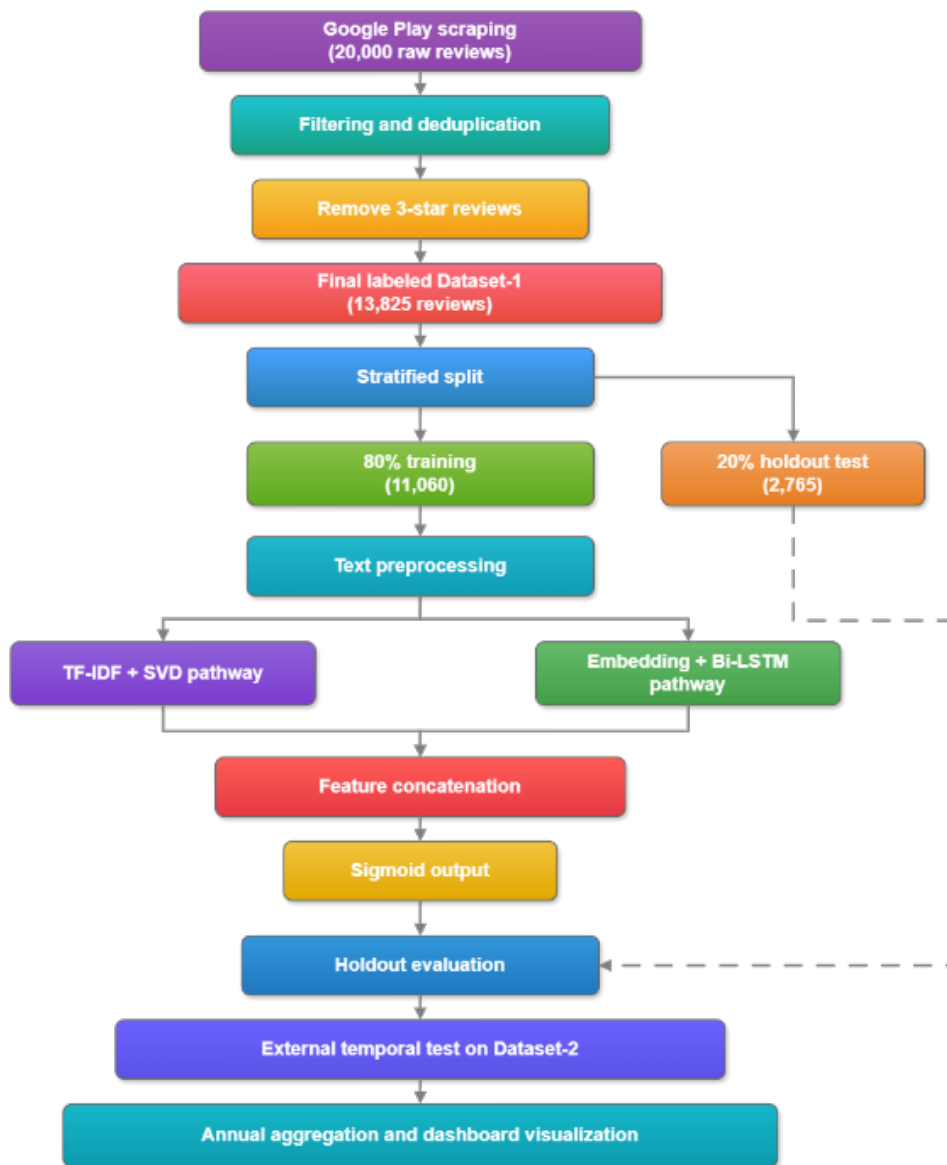 Google Play scraping
(20,000 raw reviews)
Filtering and deduplication
Remove 3-star reviews
Final labeled Dataset-1
(13,825 reviews)
Stratified split
80% training
(11,060)
20% holdout test
(2,765)
Text preprocessing
TF-IDF + SVD pathway
Embedding + Bi-LSTM
pathway
Feature concatenation
Sigmoid output
Holdout evaluation
External temporal test on Dataset-2
Annual aggregation and dashboard visualization